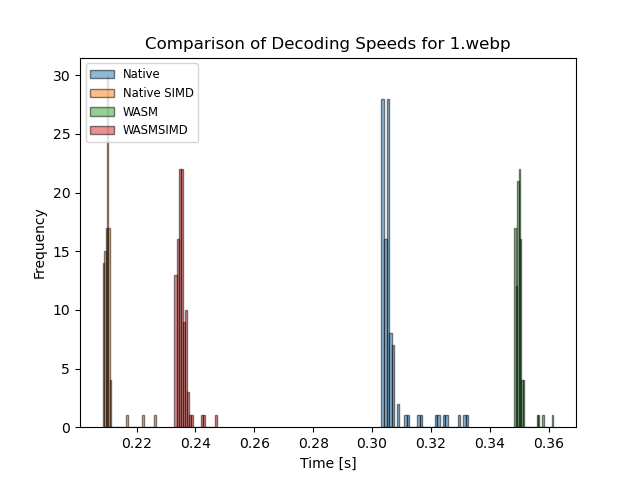 Comparison of Decoding Speeds for 1.webp
30
25
20
15
10
5
0
Frequency
Native
Native SIMD
WASM
WASMSIMD
0.22 0.24 0.26 0.28 0.30 0.32 0.34 0.36
Time [s]